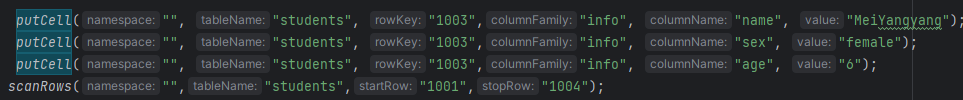 putCell( namespace: "", tableName: "students", rowKey: "1003", columnFamily: "info", columnName: "name", value: "MeiYangyang");
putCell( namespace: "", tableName: "students", rowKey: "1003", columnFamily: "info", columnName: "sex", value: "female");
putCell( namespace: "", tableName: "students", rowKey: "1003", columnFamily: "info", columnName: "age", value: "6");
scanRows( namespace: "", tableName: "students", startRow: "1001", stopRow: "1004");